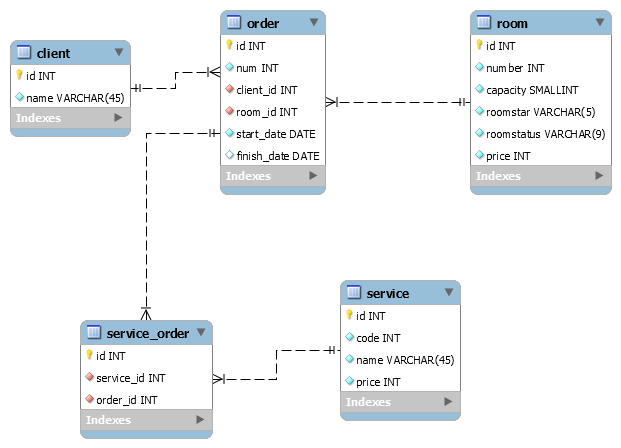 client
id INT
name VARCHAR(45)
Indexes
order
id INT
num INT
client_id INT
room_id INT
start_date DATE
finish_date DATE
Indexes
room
id INT
number INT
capacity SMALLINT
roomstar VARCHAR(5)
roomstatus VARCHAR(9)
price INT
Indexes
service_order
id INT
service_id INT
order_id INT
Indexes
service
id INT
code INT
name VARCHAR(45)
price INT
Indexes